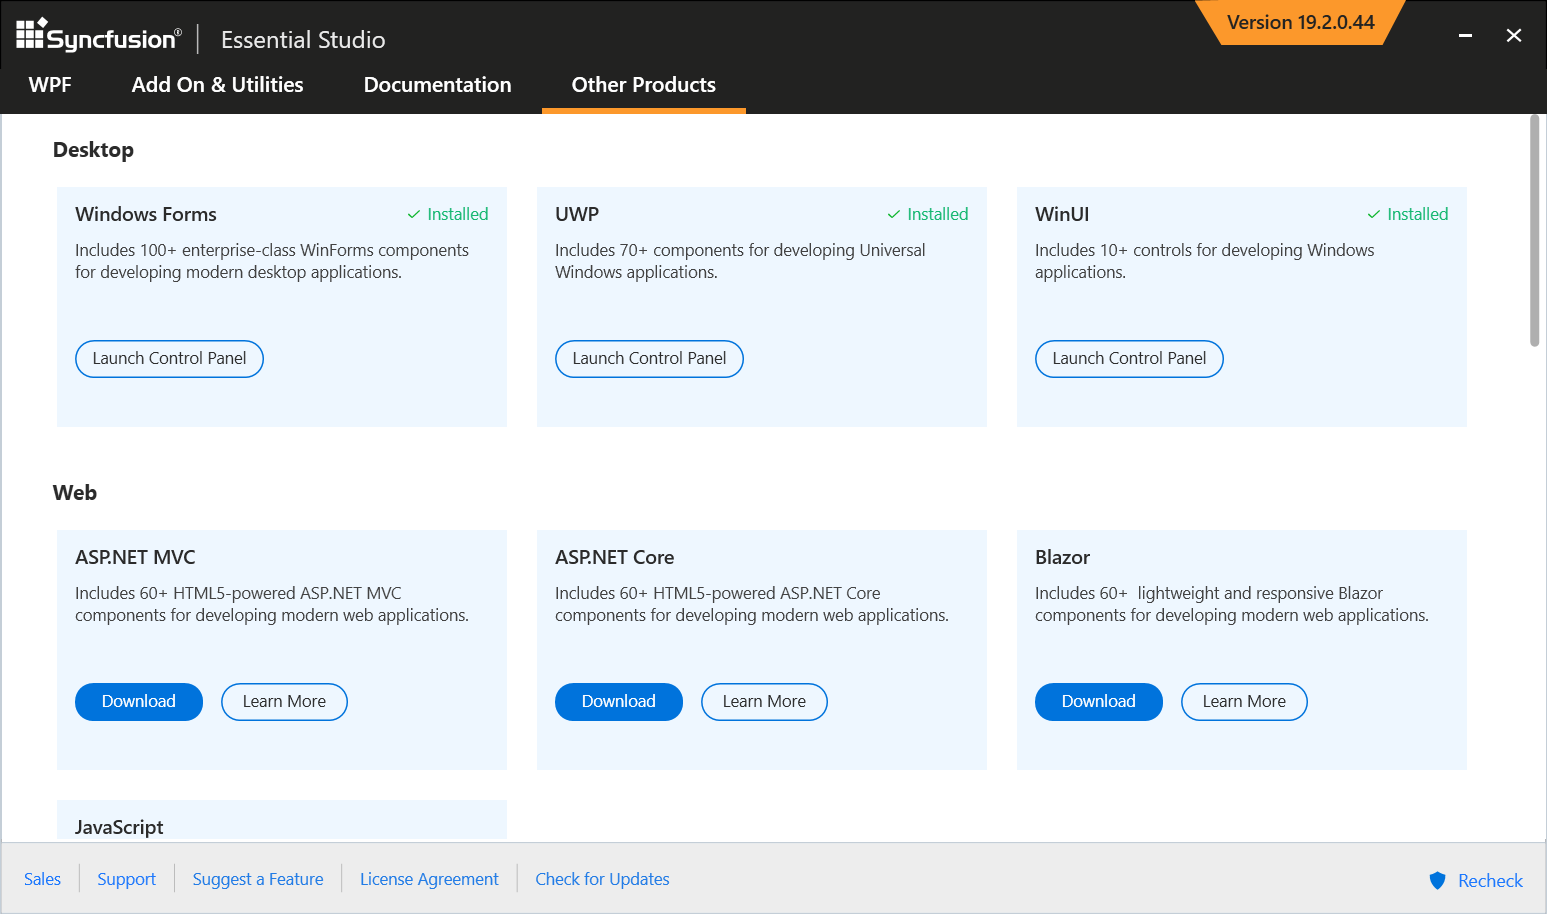 Syncfusion® Essential Studio
Version 19.2.0.44
WPF Add On & Utilities Documentation Other Products
Desktop
Windows Forms Installed
Includes 100+ enterprise-class WinForms components
for developing modern desktop applications.
Launch Control Panel
UWP Installed
Includes 70+ components for developing Universal
Windows applications.
Launch Control Panel
WinUI Installed
Includes 10+ controls for developing Windows
applications.
Launch Control Panel
Web
ASP.NET MVC
Includes 60+ HTML5-powered ASP.NET MVC
components for developing modern web applications.
Download Learn More
ASP.NET Core
Includes 60+ HTML5-powered ASP.NET Core
components for developing modern web applications.
Download Learn More
Blazor
Includes 60+  lightweight and responsive Blazor
components for developing modern web applications.
Download Learn More
JavaScript
Sales Support Suggest a Feature License Agreement Check for Updates Recheck